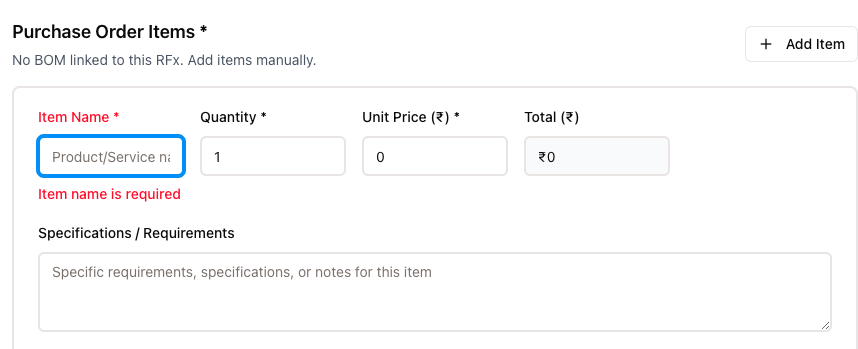 Purchase Order Items *
No BOM linked to this RFx. Add items manually.
+ Add Item
Item Name * Quantity * Unit Price (₹) * Total (₹)
Product/Service na 1 0 ₹0
Item name is required
Specifications / Requirements
Specific requirements, specifications, or notes for this item